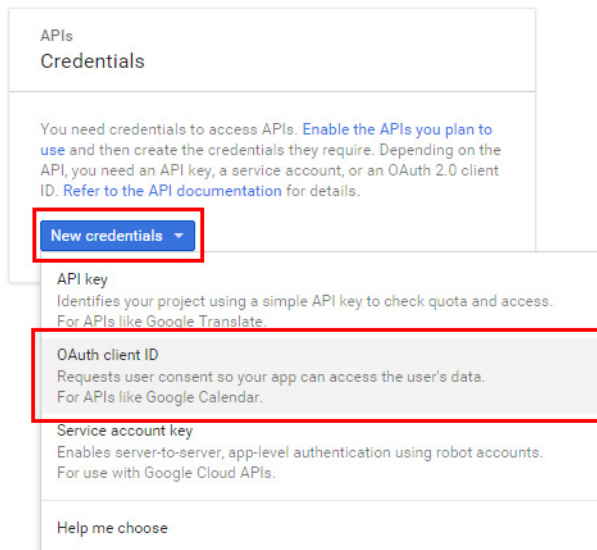 APIs
Credentials
You need credentials to access APIs. Enable the APIs you plan to
use and then create the credentials they require. Depending on the
API, you need an API key, a service account, or an OAuth 2.0 client
ID. Refer to the API documentation for details.
New credentials
API key
Identifies your project using a simple API key to check quota and access.
For APIs like Google Translate.
OAuth client ID
Requests user consent so your app can access the user's data.
For APIs like Google Calendar.
Service account key
Enables server-to-server, app-level authentication using robot accounts.
For use with Google Cloud APIs.
Help me choose